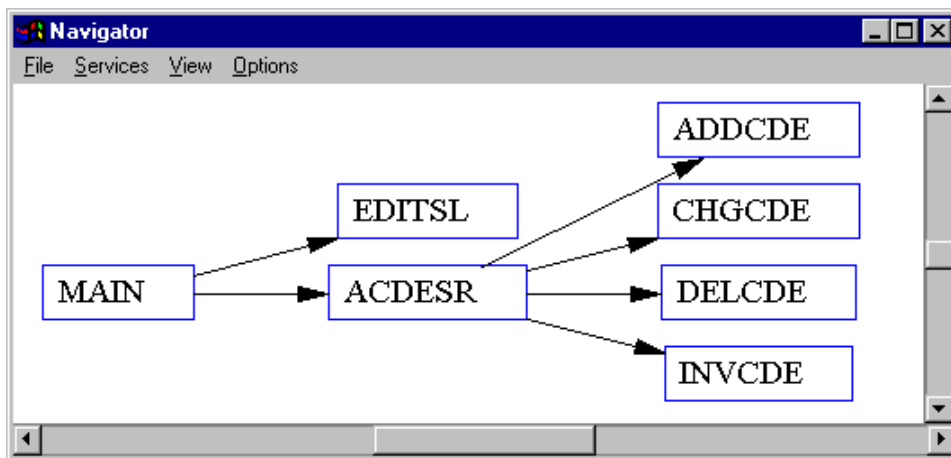 Navigator
File Services View Options
ADDCDE
EDITSL
CHGCDE
MAIN
ACDESR
DELCDE
INVCDE